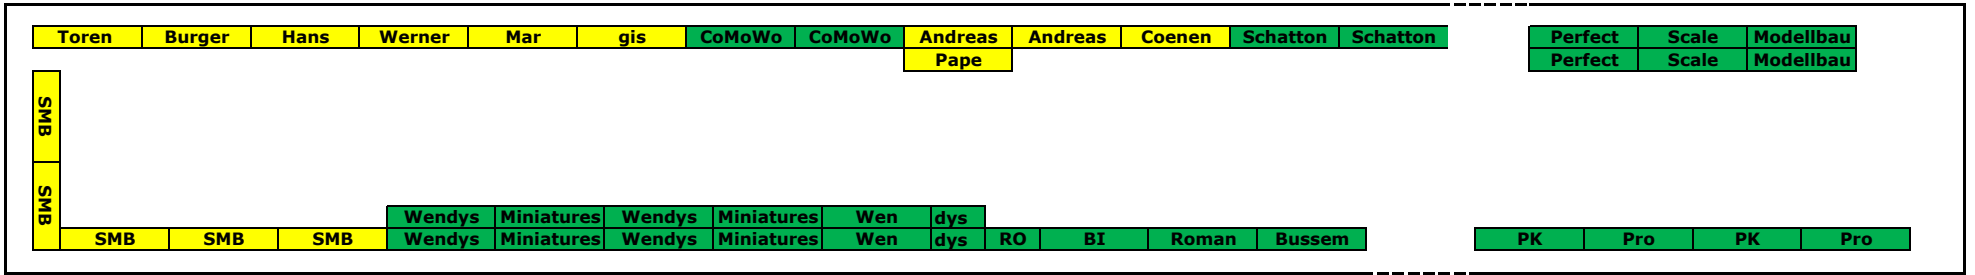 Toren Burger Hans Werner Mar gis CoMoWo CoMoWo Andreas Andreas Coenen Schatton Schatton Perfect Scale Modellbau
Pape Perfect Scale Modellbau
SMB
SMB
Wendys Miniatures Wendys Miniatures Wen dys
SMB SMB SMB Wendys Miniatures Wendys Miniatures Wen dys RO BI Roman Bussem PK Pro PK Pro